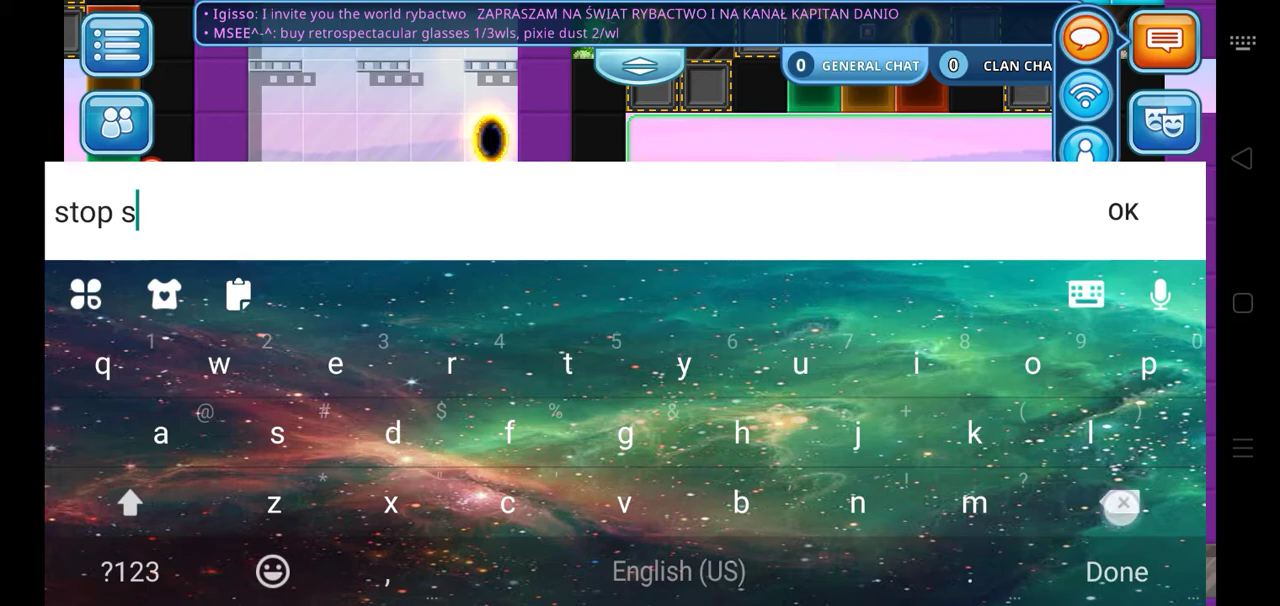 • Igisso: I invite you the world rybactwo   ZAPRASZAM NA ŚWIAT RYBACTWO I NA KANAŁ KAPITAN DANIO
• MSEE^-^: buy retrospectacular glasses 1/3wls, pixie dust 2/wl
0 GENERAL CHAT 0 CLAN CHA
stop s
OK
1 2 3 4 5 6 7 8 9 0
q w e r t y u i o p
@ # $ % & + ( )
a s d f g h j k l
* " ' ! ?
z x c v b n m
?123 , English (US) . Done